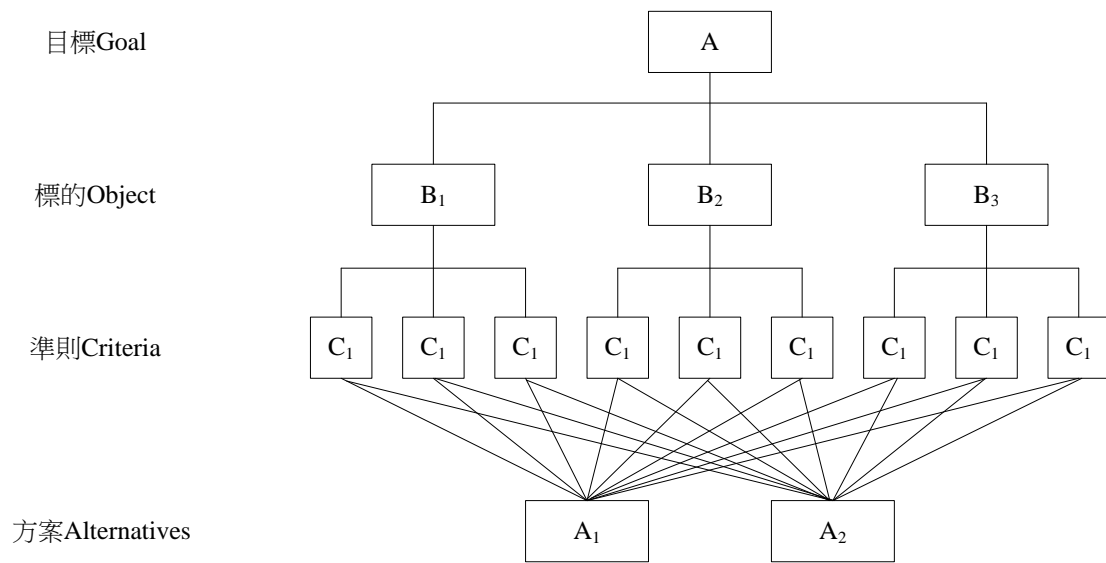 目標Goal
A
標的Object
B₁
B₂
B₃
準則Criteria
C₁
C₁
C₁
C₁
C₁
C₁
C₁
C₁
C₁
方案Alternatives
A₁
A₂